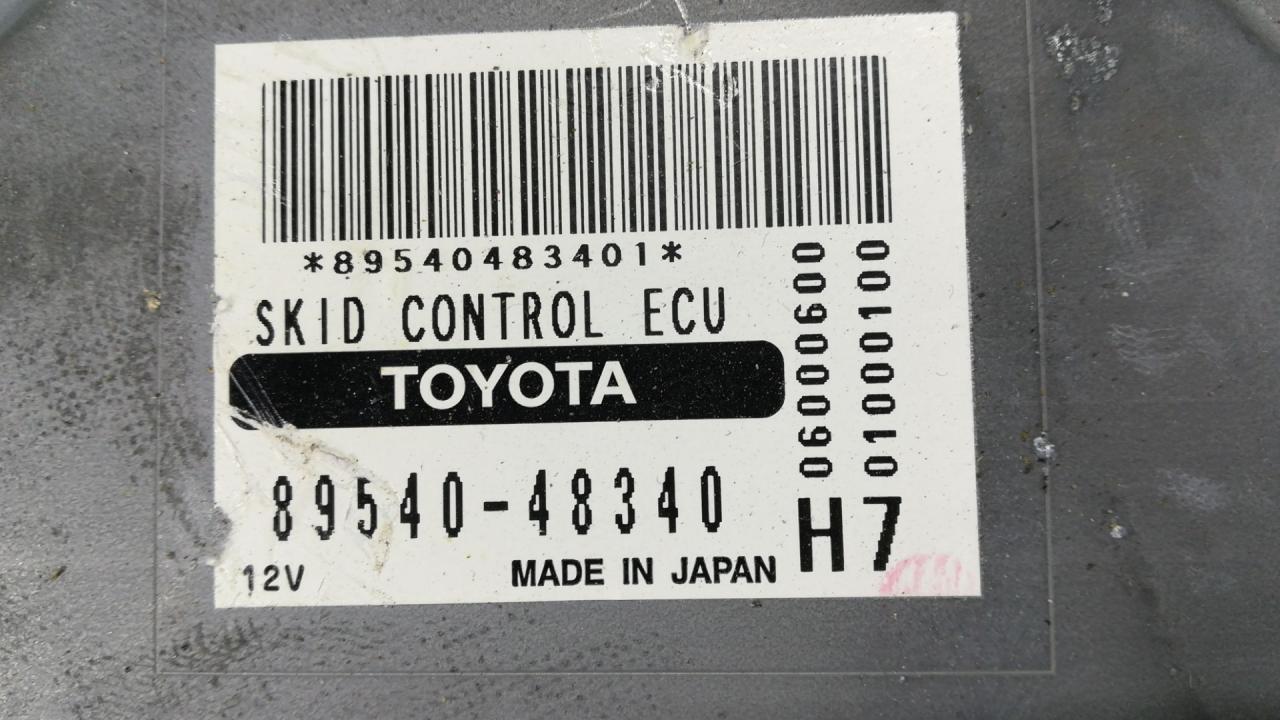 *89540483401*
SKID CONTROL ECU
TOYOTA
89540-48340
12V
MADE IN JAPAN
06000600
01000100
H7